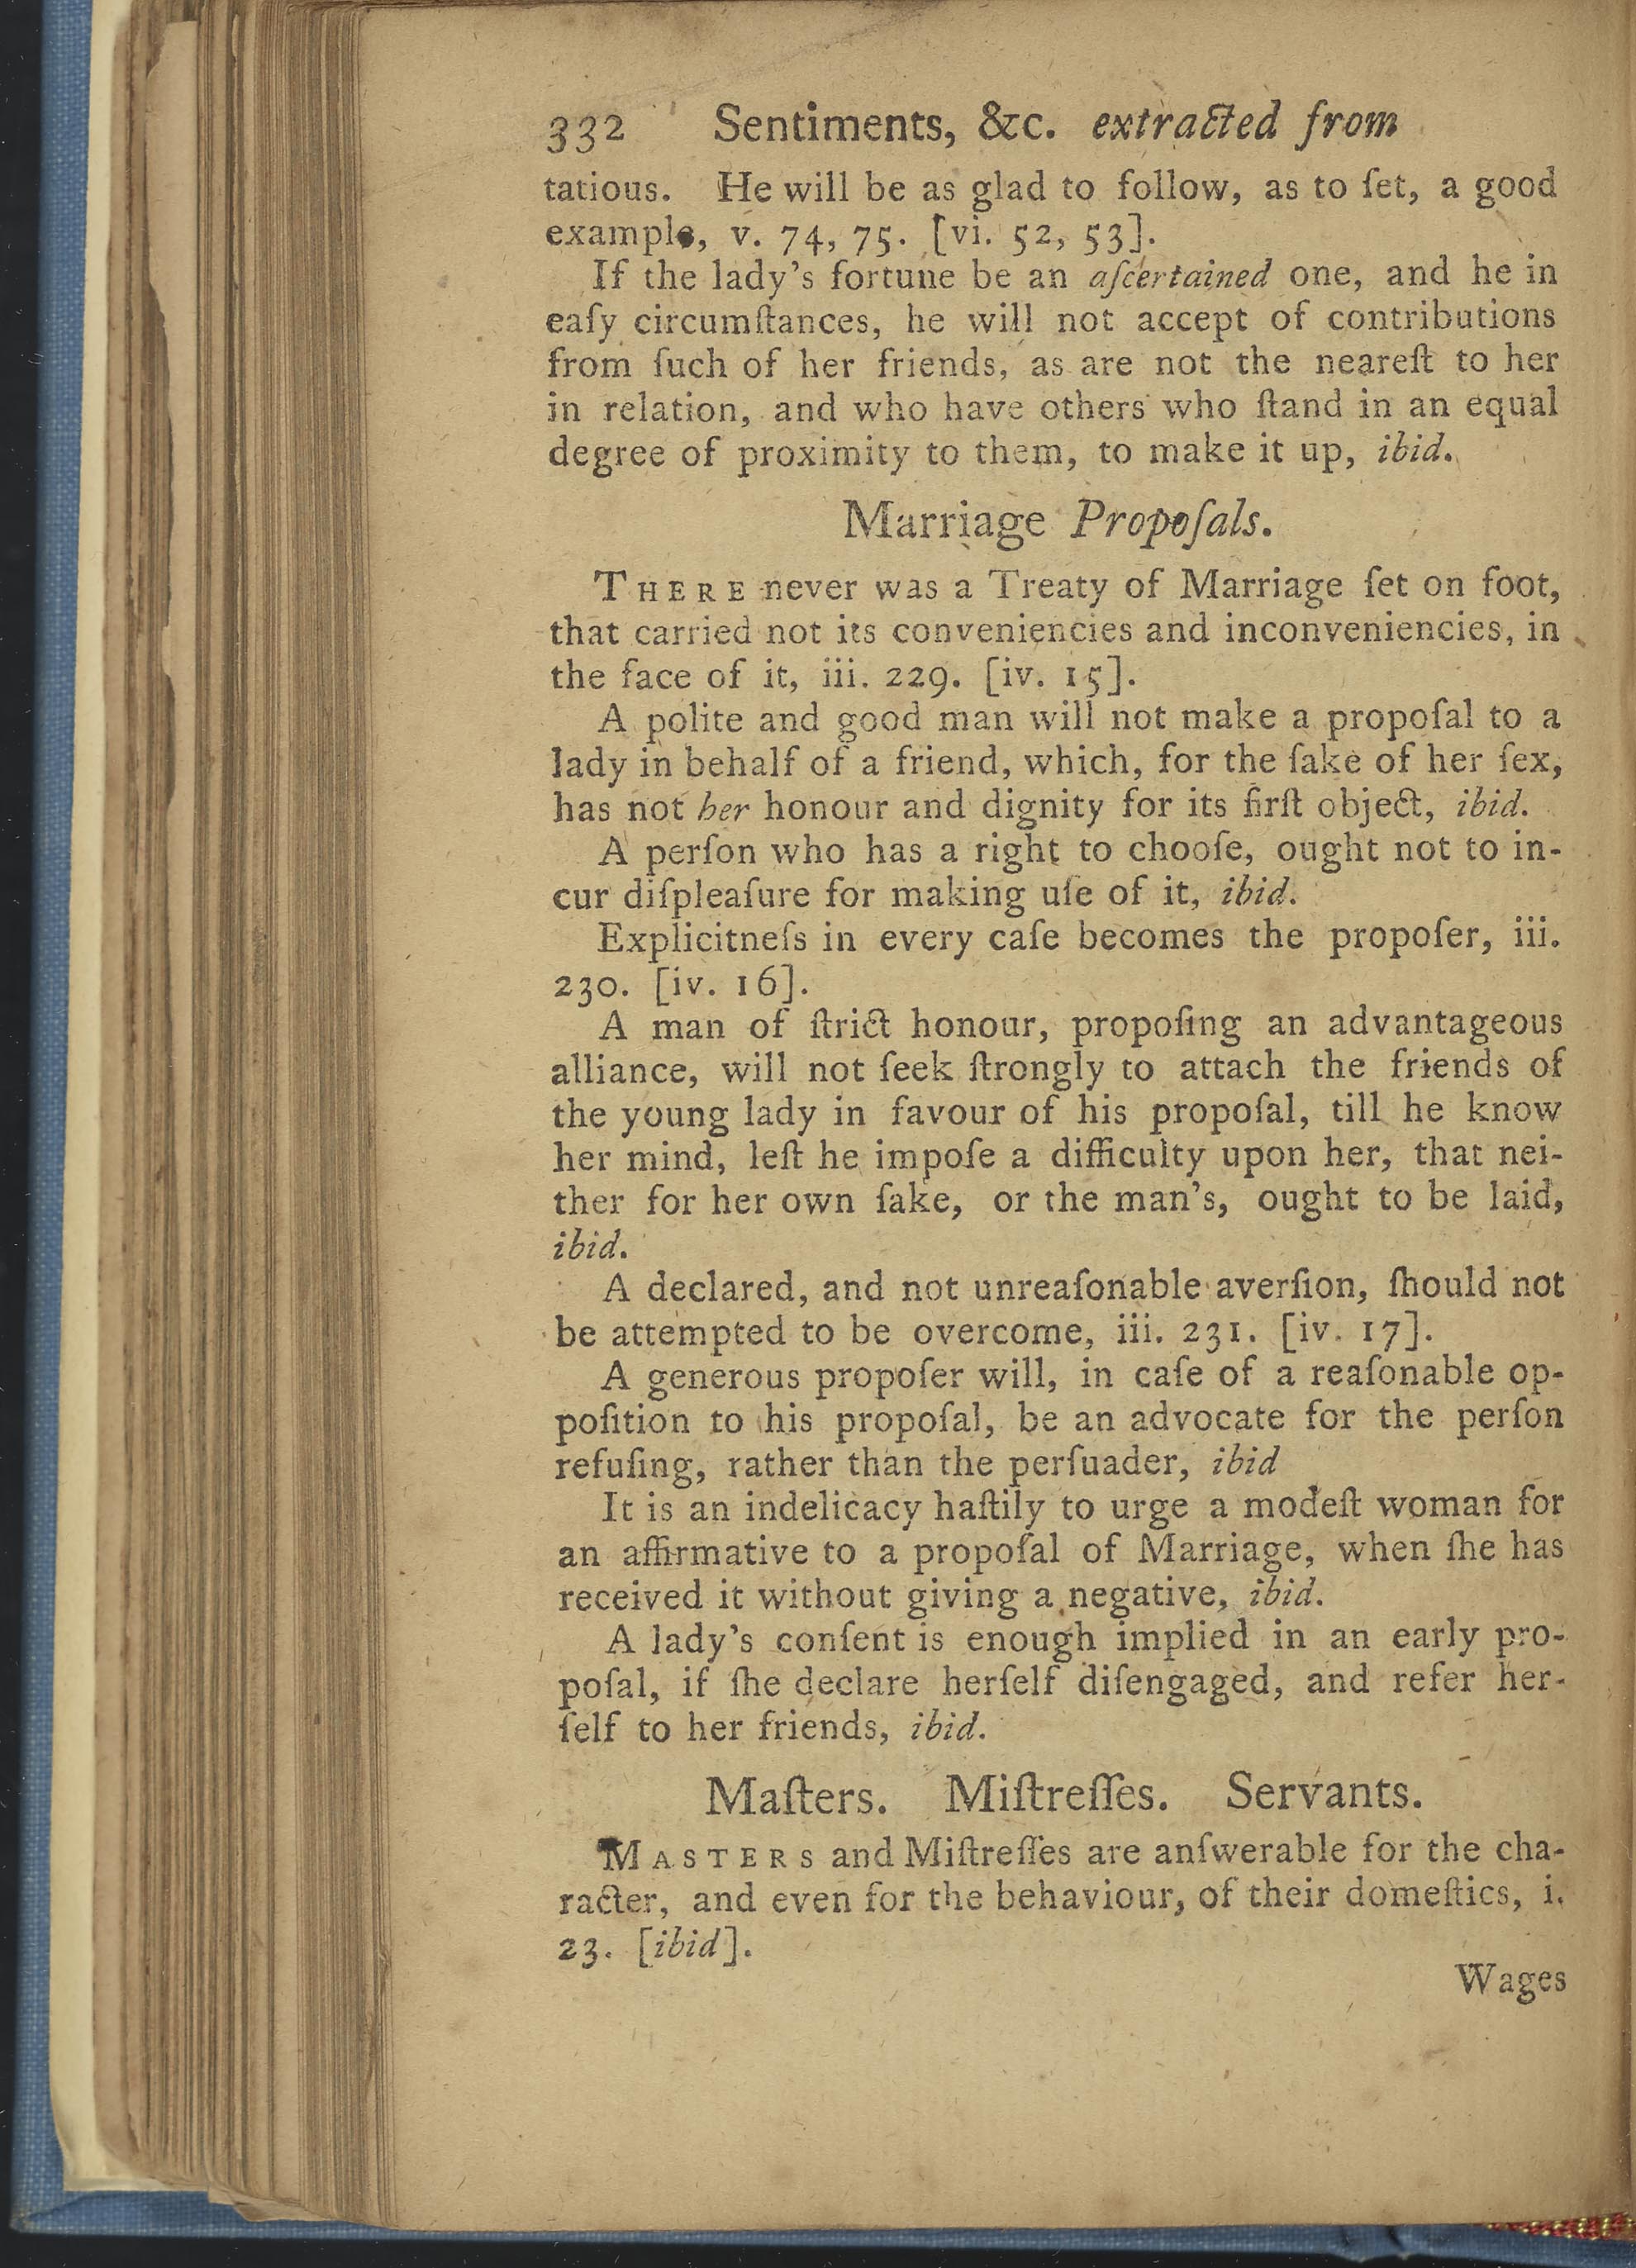 332 Sentiments, &c. extracted from
tatious. He will be as glad to follow, as to ſet, a good
example, v. 74, 75. [vi. 52, 53].
If the lady's fortune be an aſcertained one, and he in
eaſy circumſtances, he will not accept of contributions
from ſuch of her friends, as are not the neareſt to her
in relation, and who have others who ſtand in an equal
degree of proximity to them, to make it up, ibid.
Marriage Propoſals.
THERE never was a Treaty of Marriage ſet on foot,
that carried not its conveniencies and inconveniencies, in
the face of it, iii. 229. [iv. 15].
A polite and good man will not make a propoſal to a
lady in behalf of a friend, which, for the ſake of her ſex,
has not her honour and dignity for its firſt object, ibid.
A perſon who has a right to chooſe, ought not to in-
cur diſpleaſure for making uſe of it, ibid.
Explicitneſs in every caſe becomes the propoſer, iii.
230. [iv. 16].
A man of ſtrict honour, propoſing an advantageous
alliance, will not ſeek ſtrongly to attach the friends of
the young lady in favour of his propoſal, till he know
her mind, leſt he impoſe a difficulty upon her, that nei-
ther for her own ſake, or the man's, ought to be laid,
ibid.
A declared, and not unreaſonable averſion, ſhould not
be attempted to be overcome, iii. 231. [iv. 17].
A generous propoſer will, in caſe of a reaſonable op-
poſition to his propoſal, be an advocate for the perſon
refuſing, rather than the perſuader, ibid
It is an indelicacy haſtily to urge a modeſt woman for
an affirmative to a propoſal of Marriage, when ſhe has
received it without giving a negative, ibid.
A lady's conſent is enough implied in an early pro-
poſal, if ſhe declare herſelf diſengaged, and refer her-
ſelf to her friends, ibid.
Maſters. Miſtreſſes. Servants.
MASTERS and Miſtreſſes are anſwerable for the cha-
racter, and even for the behaviour, of their domeſtics, i.
23. [ibid].
Wages